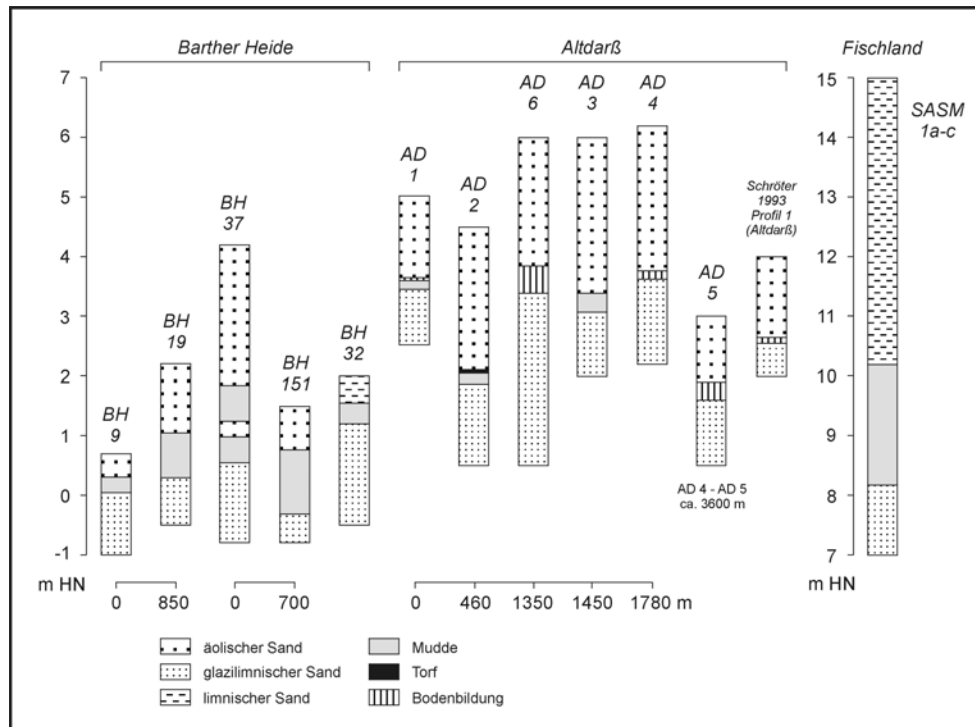 Barther Heide
Altdarß
Fischland
7
6
5
4
3
2
1
0
-1
m HN
BH
9
BH
19
BH
37
BH
151
BH
32
AD
1
AD
2
AD
6
AD
3
AD
4
AD
5
Schröter
1993
Profil 1
(Altdarß)
AD 4 - AD 5
ca. 3600 m
15
14
13
12
11
10
9
8
7
m HN
SASM
1a-c
0 850 0 700
0 460 1350 1450 1780 m
äolischer Sand
glazilimnischer Sand
limnischer Sand
Mudde
Torf
Bodenbildung